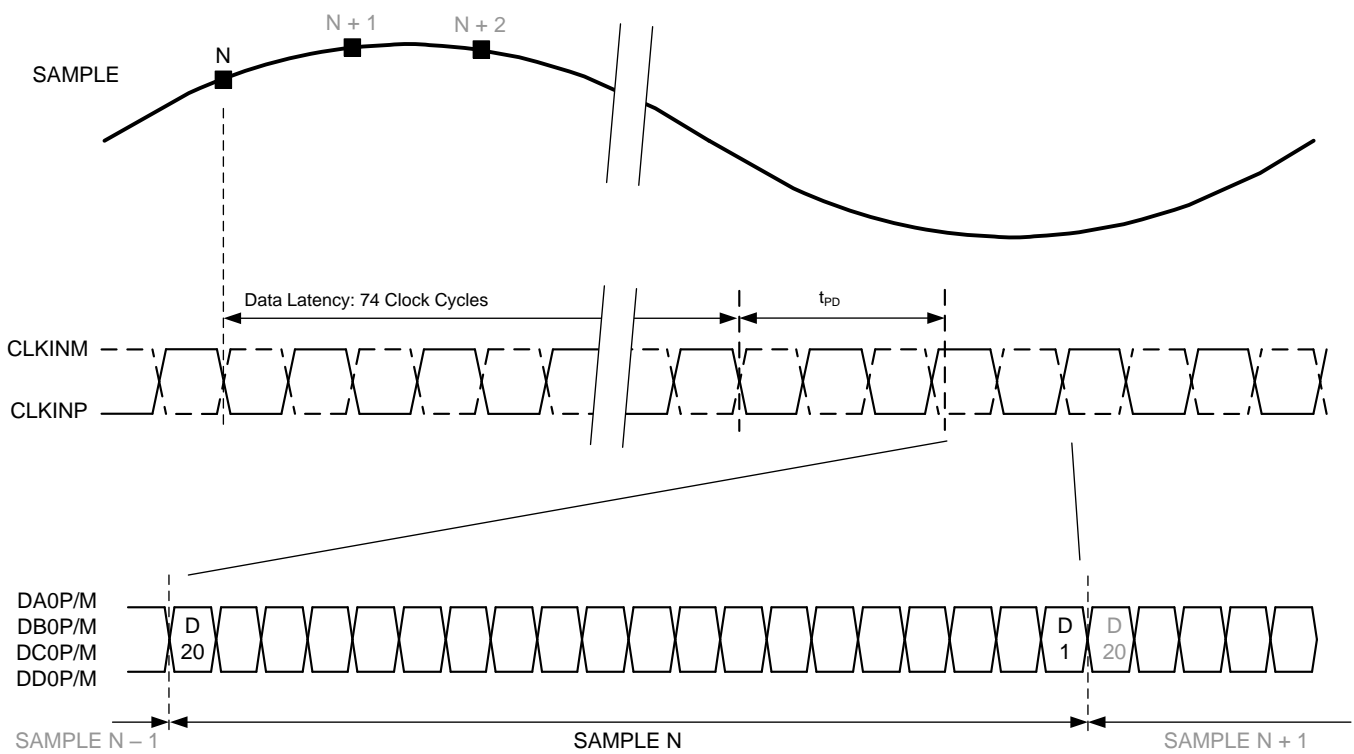 N + 1
N + 2
N
SAMPLE
Data Latency: 74 Clock Cycles
tPD
CLKINM
CLKINP
DA0P/M
DB0P/M
DC0P/M
DD0P/M
D
20
D
1
D
20
SAMPLE N – 1
SAMPLE N
SAMPLE N + 1